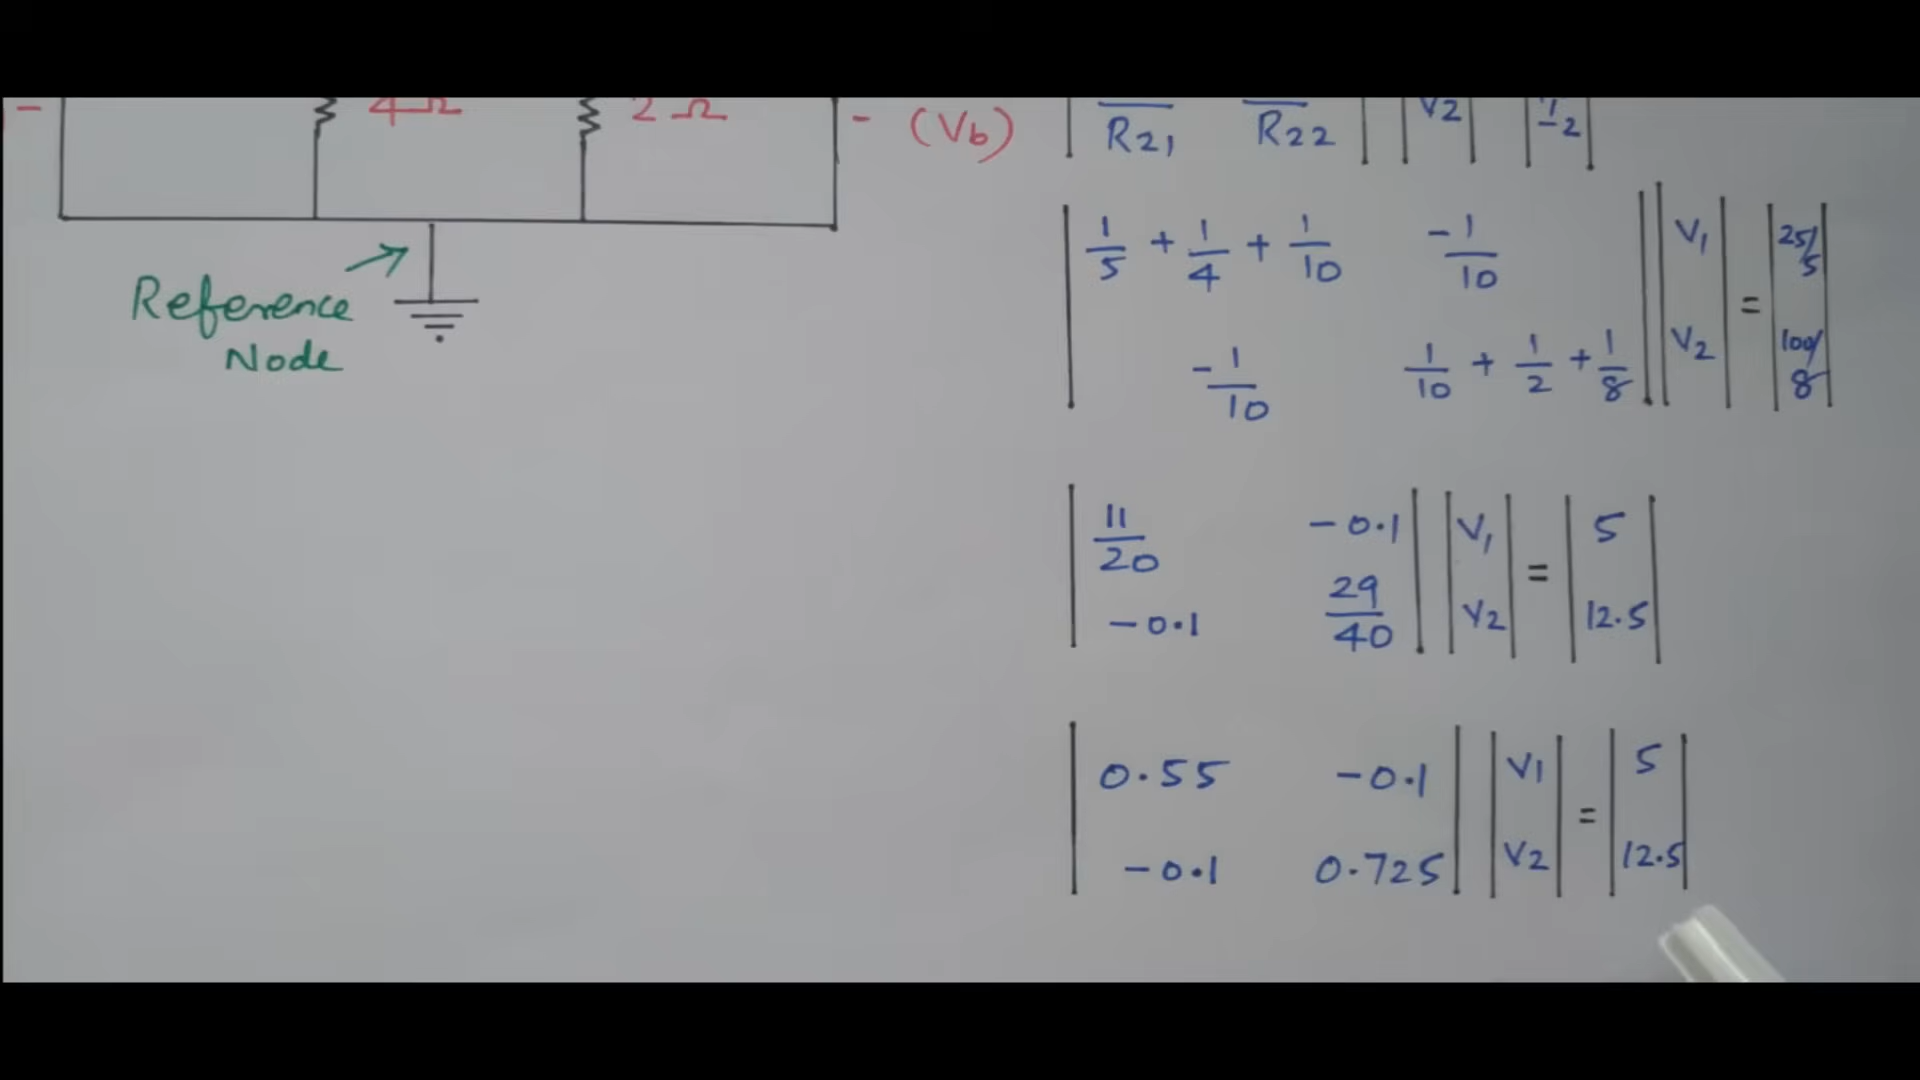 - 4Ω 2Ω - (Vb)
Reference
Node
R21 R22 V2 I2
1/5 + 1/4 + 1/10 -1/10 V1 25/5
=
-1/10 1/10 + 1/2 + 1/8 V2 100/8
11/20 -0.1 V1 5
=
-0.1 29/40 V2 12.5
0.55 -0.1 V1 5
=
-0.1 0.725 V2 12.5